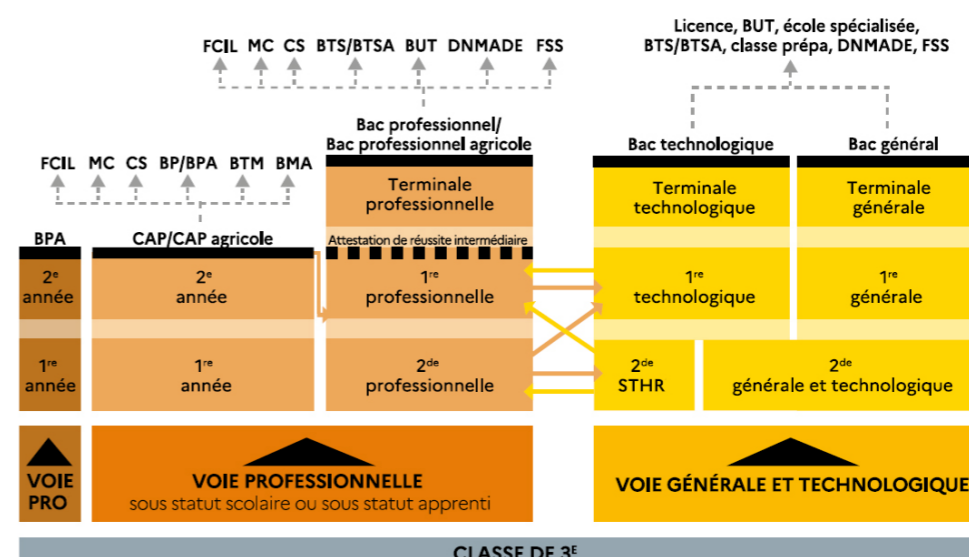 Licence, BUT, école spécialisée,
BTS/BTSA, classe prépa, DNMADE, FSS
FCIL MC CS BTS/BTSA BUT DNMADE FSS
Bac professionnel/
Bac professionnel agricole
Bac technologique
Bac général
FCIL MC CS BP/BPA BTM BMA
Terminale
professionnelle
Terminale
technologique
Terminale
générale
BPA
CAP/CAP agricole
Attestation de réussite intermédiaire
2e
année
2e
année
1re
professionnelle
1re
technologique
1re
générale
1re
année
1re
année
2de
professionnelle
2de
STHR
2de
générale et technologique
VOIE
PRO
VOIE PROFESSIONNELLE
sous statut scolaire ou sous statut apprenti
VOIE GÉNÉRALE ET TECHNOLOGIQUE
CLASSE DE 3E